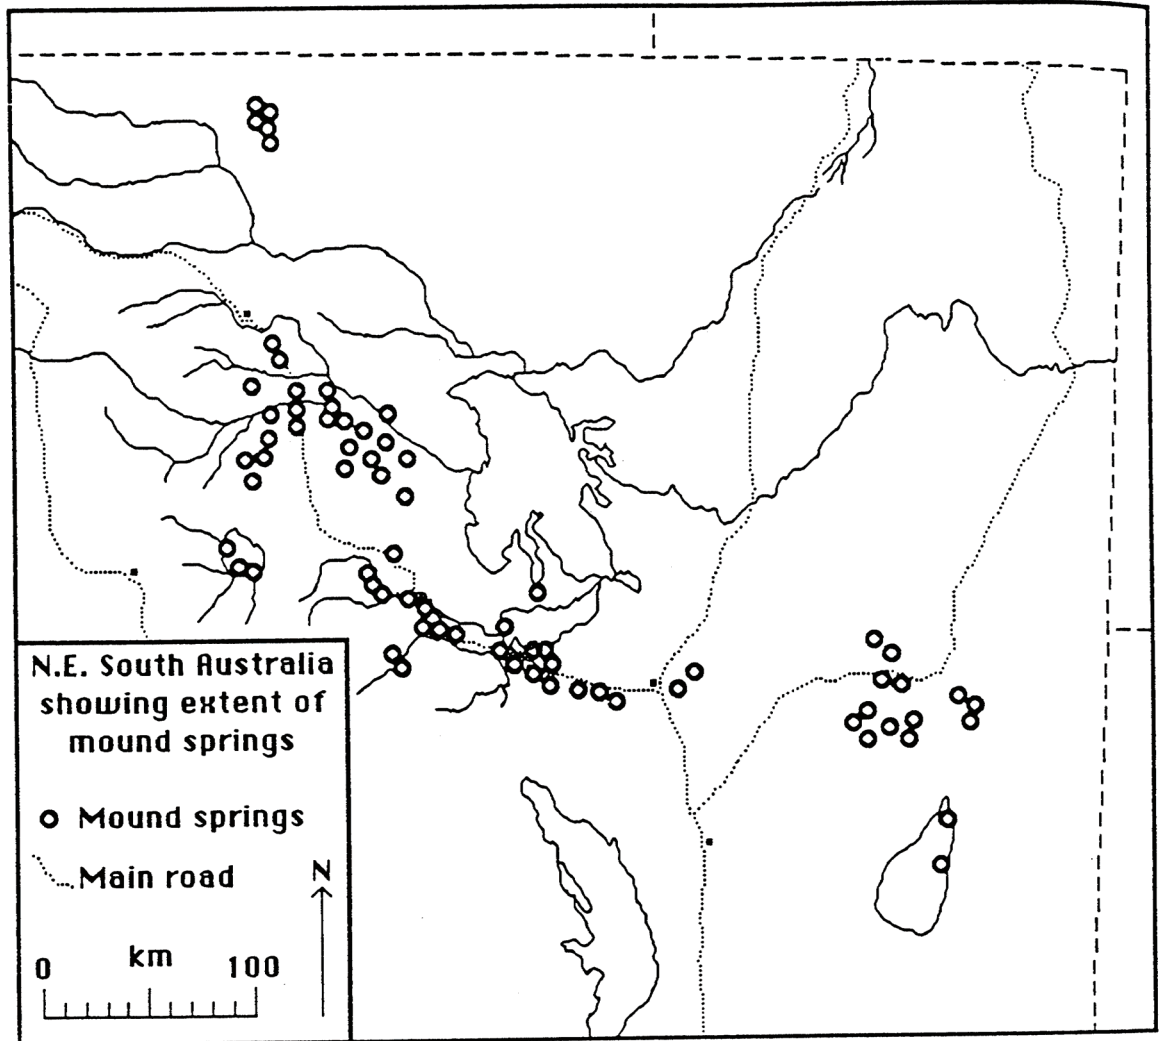 N.E. South Australia
showing extent of
mound springs
Mound springs
Main road
N
km
0 100